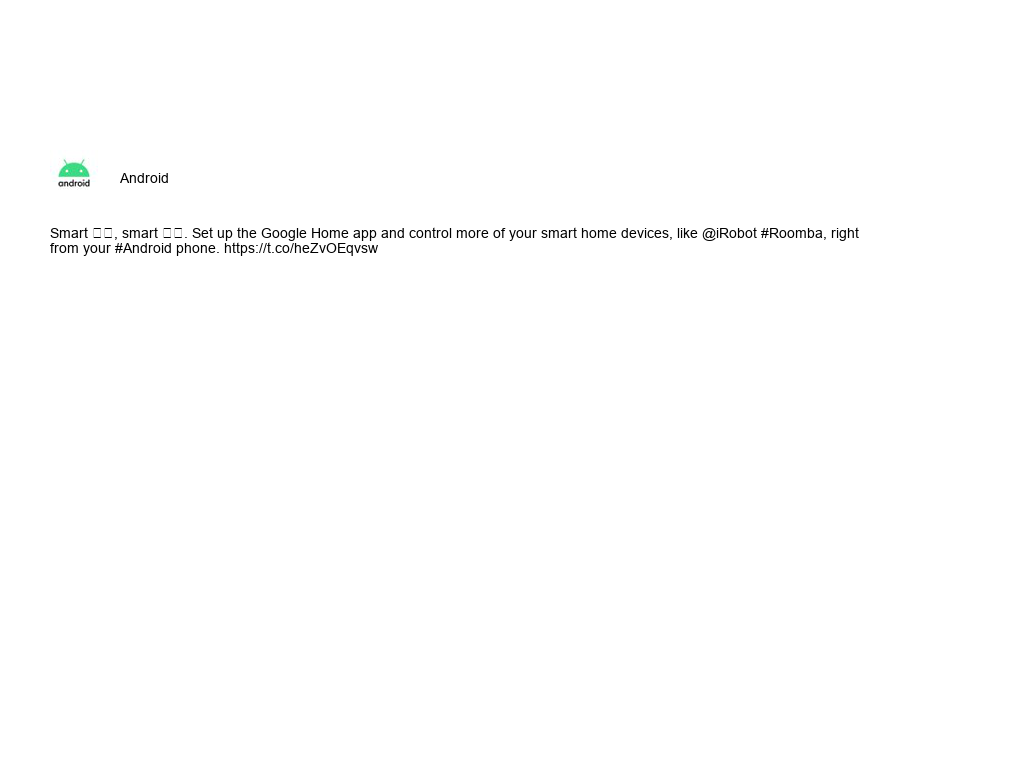 android
Android
Smart □□, smart □□. Set up the Google Home app and control more of your smart home devices, like @iRobot #Roomba, right
from your #Android phone. https://t.co/heZvOEqvsw